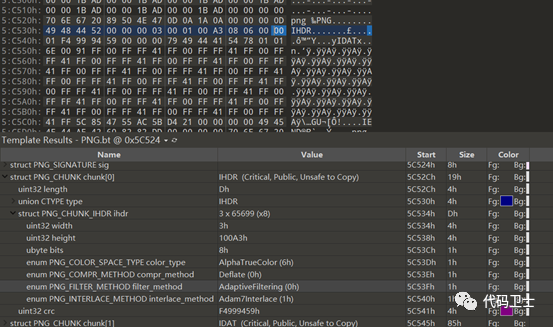 5:C500h: 00 00 1B AD 00 00 1B AD 00 00 1B AD 00 00 1B AD ...-...-...-...-
5:C510h: 00 00 1B AD 00 00 1B AD 00 00 1B AD 00 00 1B AD ...-...-...-...-
5:C520h: 70 6E 67 20 89 50 4E 47 0D 0A 1A 0A 00 00 00 0D png ‰PNG........
5:C530h: 49 48 44 52 00 00 00 03 00 01 00 A3 08 06 00 D0 IHDR.......£...
5:C540h: 01 F4 99 94 59 00 00 00 79 49 44 41 54 78 01 01 .ô™”Y...yIDATx..
5:C550h: 6E 00 91 FF 00 FF FF 41 FF 00 FF FF 41 FF 00 FF n.‘ÿ.ÿÿAÿ.ÿÿAÿ.ÿ
5:C560h: FF 41 FF 00 FF FF 41 FF 00 FF FF 41 FF 00 FF FF ÿAÿ.ÿÿAÿ.ÿÿAÿ.ÿÿ
5:C570h: 41 FF 00 FF FF 41 FF 00 FF FF 41 FF 00 FF FF 41 Aÿ.ÿÿAÿ.ÿÿAÿ.ÿÿA
5:C580h: FF 00 FF FF 41 FF 00 FF FF 41 FF 00 FF FF 41 FF ÿ.ÿÿAÿ.ÿÿAÿ.ÿÿAÿ
5:C590h: 00 FF FF 41 FF 00 FF FF 41 FF 00 FF FF 41 FF 00 .ÿÿAÿ.ÿÿAÿ.ÿÿAÿ.
5:C5A0h: FF FF 41 FF 00 FF FF 41 FF 00 FF FF 41 FF 00 FF ÿÿAÿ.ÿÿAÿ.ÿÿAÿ.ÿ
5:C5B0h: FF 41 FF 00 FF FF 41 FF 00 FF FF 41 FF 00 FF FF ÿAÿ.ÿÿAÿ.ÿÿAÿ.ÿÿ
5:C5C0h: 41 FF 5C 85 47 55 AC 5B D4 21 00 00 00 00 49 45
Template Results - PNG.bt @ 0x5C524
Name Value Start Size Color
struct PNG_SIGNATURE sig 5C524h 8h Fg: Bg:
struct PNG_CHUNK chunk[0] IHDR (Critical, Public, Unsafe to Copy) 5C52Ch 19h Fg: Bg:
uint32 length Dh 5C52Ch 4h Fg: Bg:
union CTYPE type IHDR 5C530h 4h Fg: Bg:
struct PNG_CHUNK_IHDR ihdr 3 x 65699 (x8) 5C534h Dh Fg: Bg:
uint32 width 3h 5C534h 4h Fg: Bg:
uint32 height 100A3h 5C538h 4h Fg: Bg:
ubyte bits 8h 5C53Ch 1h Fg: Bg:
enum PNG_COLOR_SPACE_TYPE color_type AlphaTrueColor (6h) 5C53Dh 1h Fg: Bg:
enum PNG_COMPR_METHOD compr_method Deflate (0h) 5C53Eh 1h Fg: Bg:
enum PNG_FILTER_METHOD filter_method AdaptiveFiltering (0h) 5C53Fh 1h Fg: Bg:
enum PNG_INTERLACE_METHOD interlace_method Adam7Interlace (1h) 5C540h
uint32 crc F4999459h 5C541h 4h Fg: Bg:
struct PNG_CHUNK chunk[1] IDAT (Critical, Public, Unsafe to Copy) 5C545h 85h Fg: Bg:
代码卫士